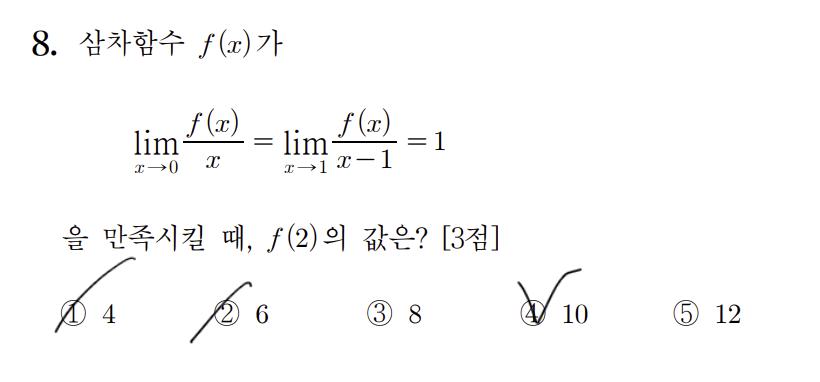 8. 삼차함수 f(x)가
lim_{x→0} f(x)/x = lim_{x→1} f(x)/(x-1) = 1
을 만족시킬 때, f(2)의 값은? [3점]
① 4 ② 6 ③ 8 ④ 10 ⑤ 12